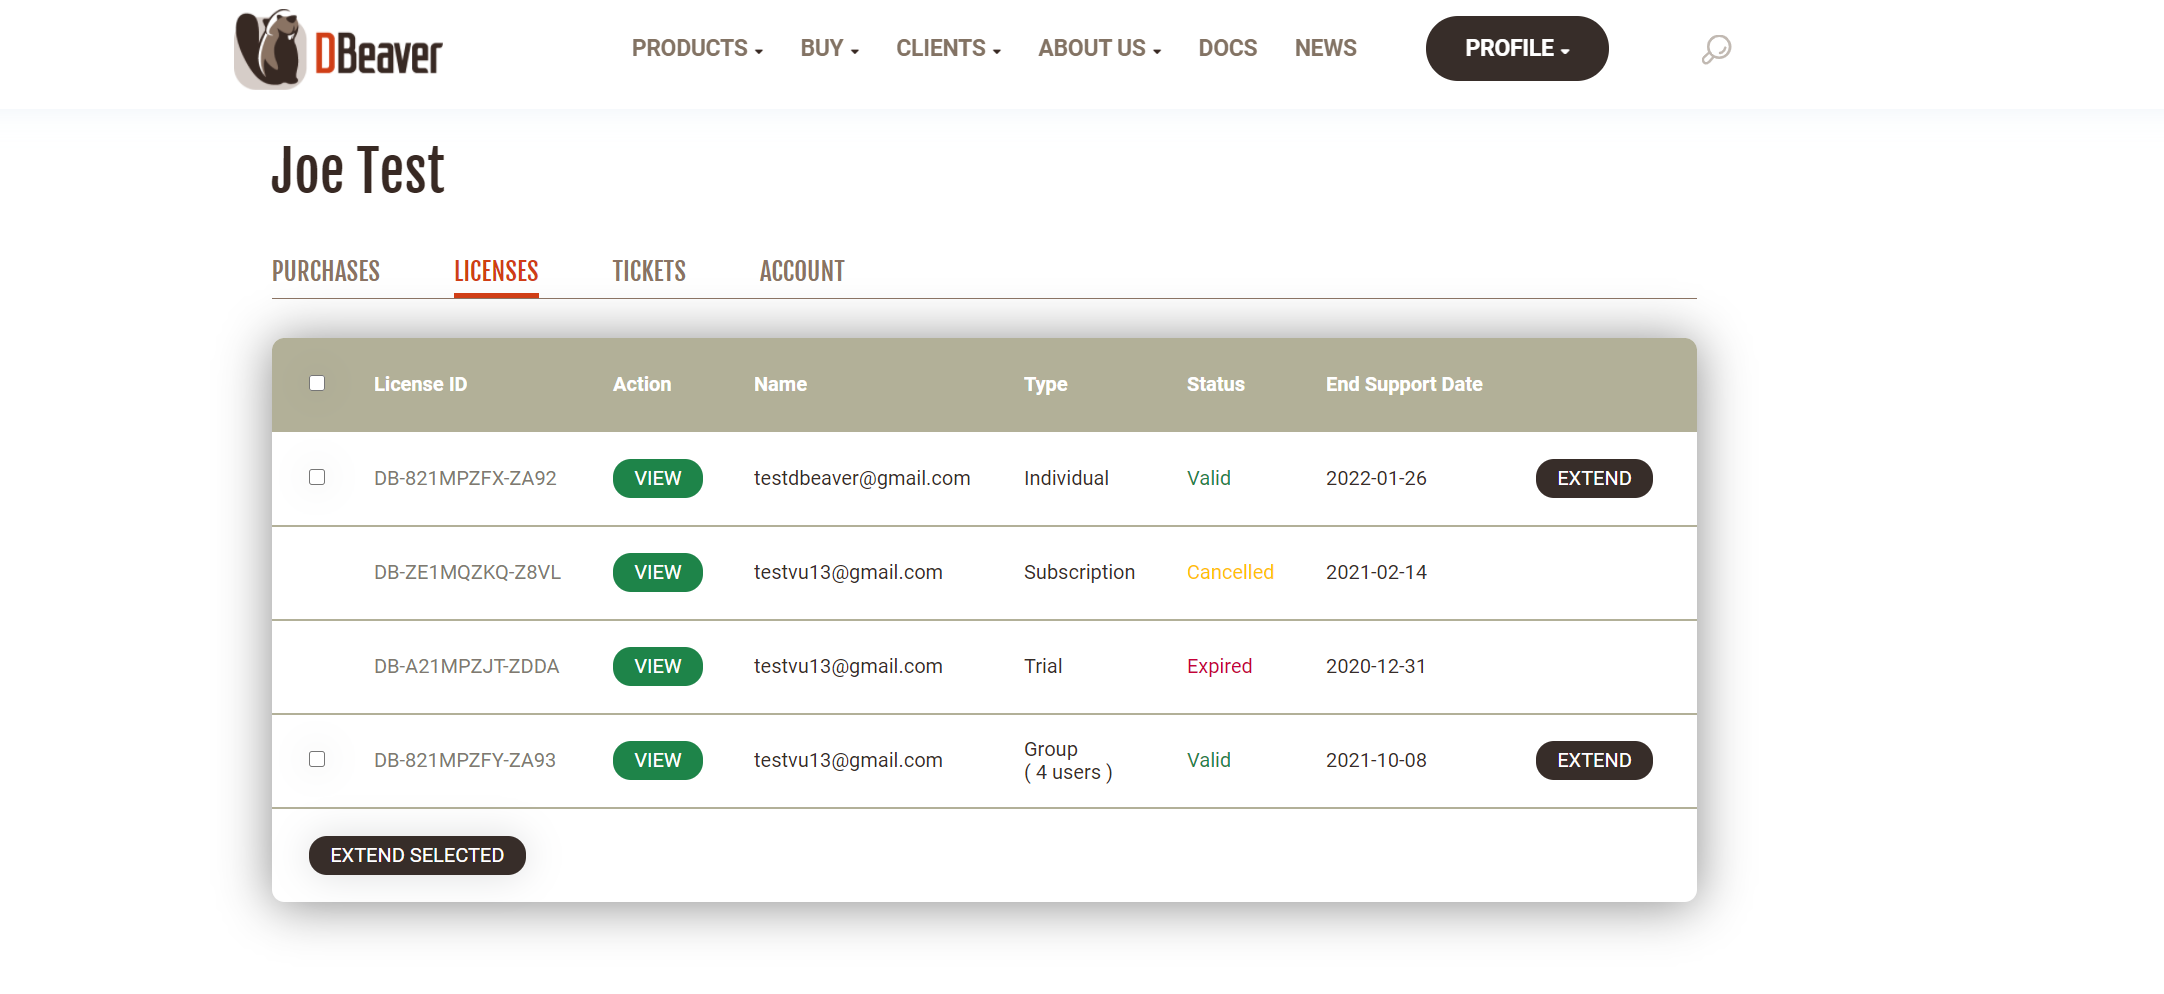 DBeaver
PRODUCTS BUY CLIENTS ABOUT US DOCS NEWS PROFILE
Joe Test
PURCHASES LICENSES TICKETS ACCOUNT
License ID Action Name Type Status End Support Date
DB-821MPZFX-ZA92 VIEW testdbeaver@gmail.com Individual Valid 2022-01-26 EXTEND
DB-ZE1MQZKQ-Z8VL VIEW testvu13@gmail.com Subscription Cancelled 2021-02-14
DB-A21MPZJT-ZDDA VIEW testvu13@gmail.com Trial Expired 2020-12-31
DB-821MPZFY-ZA93 VIEW testvu13@gmail.com Group Valid 2021-10-08 EXTEND
( 4 users )
EXTEND SELECTED